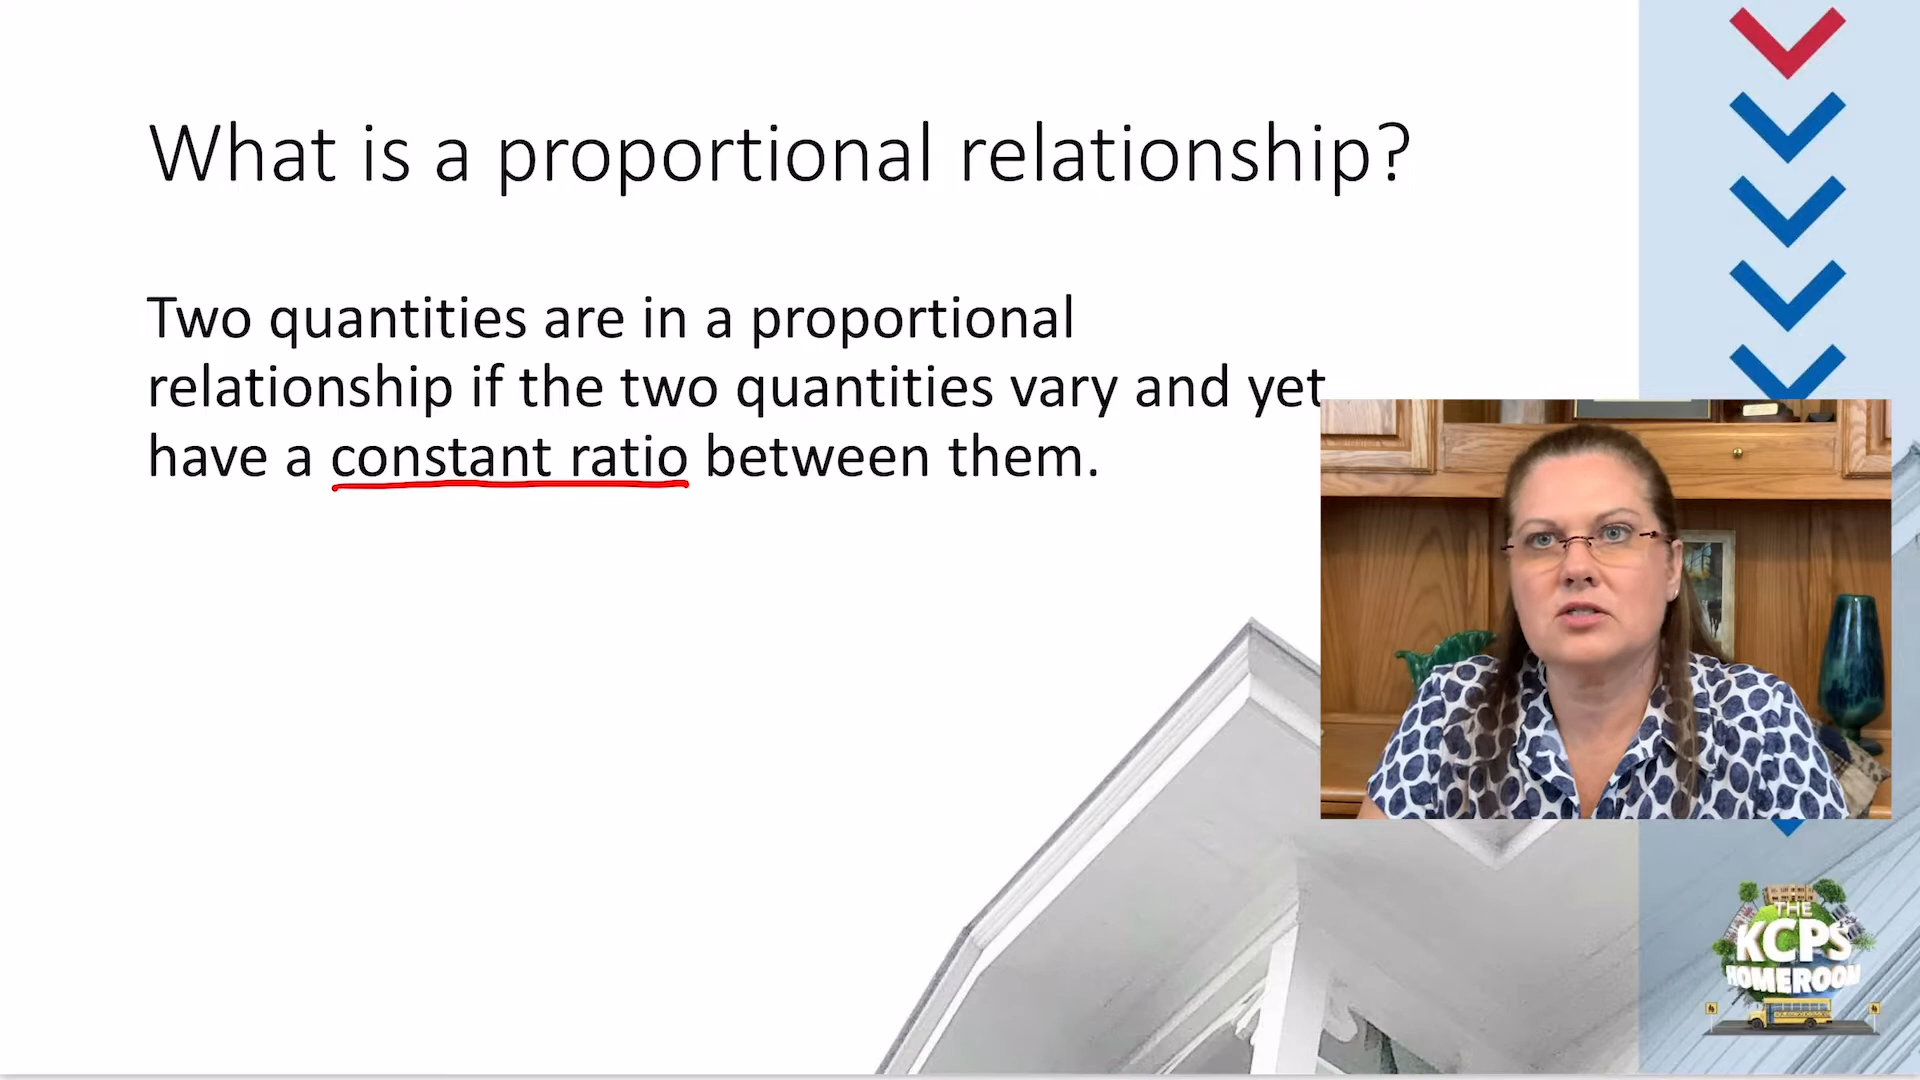 What is a proportional relationship?
Two quantities are in a proportional
relationship if the two quantities vary and yet
have a constant ratio between them.
THE
KCPS
HOMEROOM